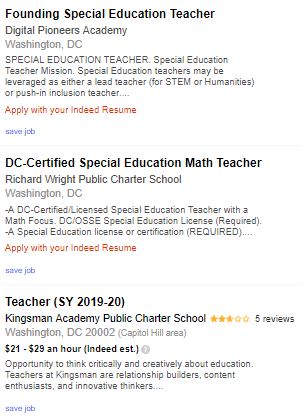 Founding Special Education Teacher
Digital Pioneers Academy
Washington, DC
SPECIAL EDUCATION TEACHER. Special Education
Teacher Mission. Special Education teachers may be
leveraged as either a lead teacher (for STEM or Humanities)
or push-in inclusion teacher....
Apply with your Indeed Resume
save job
DC-Certified Special Education Math Teacher
Richard Wright Public Charter School
Washington, DC
-A DC-Certified/Licensed Special Education Teacher with a
Math Focus. DC/OSSE Special Education License (Required).
-A Special Education license or certification (REQUIRED)....
Apply with your Indeed Resume
save job
Teacher (SY 2019-20)
Kingsman Academy Public Charter School 5 reviews
Washington, DC 20002 (Capitol Hill area)
$21 - $29 an hour (Indeed est.) ?
Opportunity to think critically and creatively about education.
Teachers at Kingsman are relationship builders, content
enthusiasts, and innovative thinkers....
save job